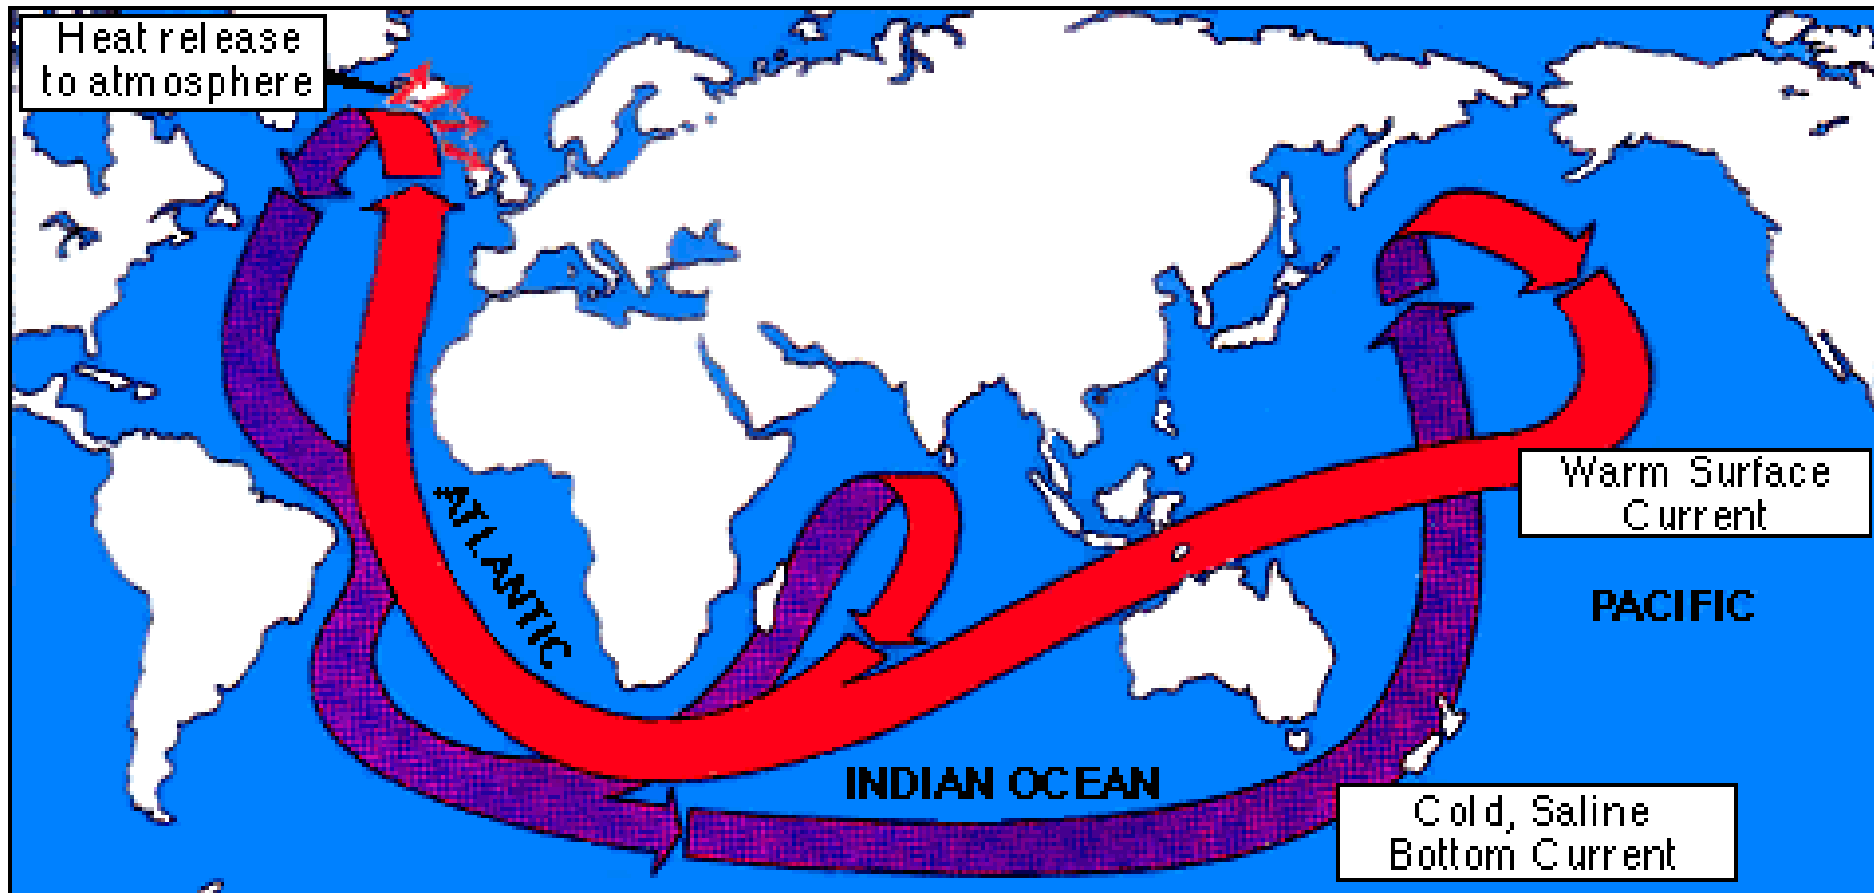 Heat release
to atmosphere
ATLANTIC
Warm Surface
Current
PACIFIC
INDIAN OCEAN
Cold, Saline
Bottom Current